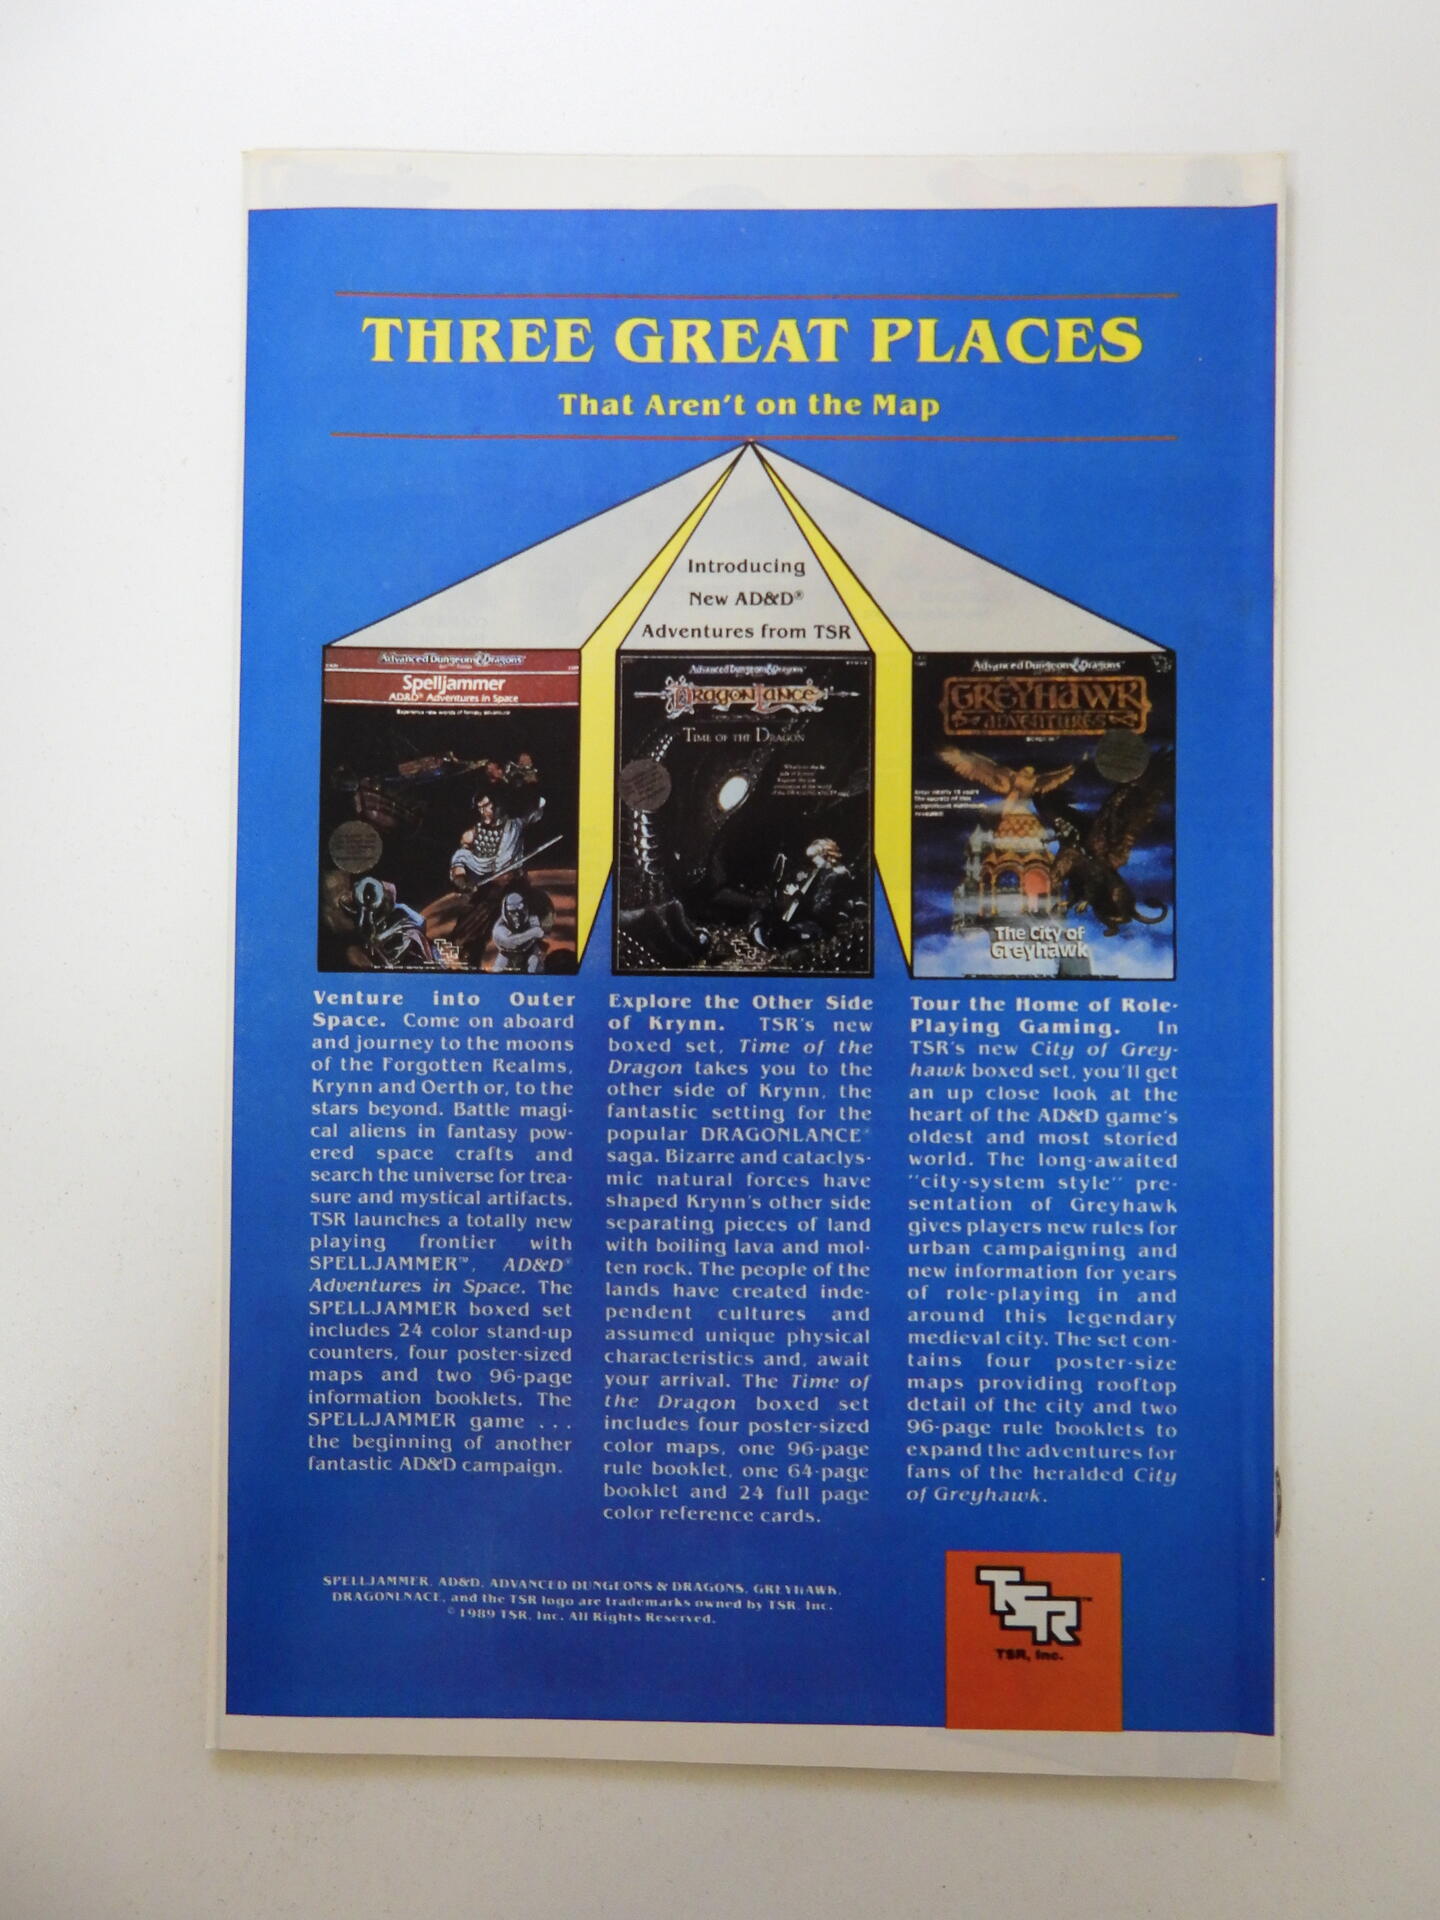 THREE GREAT PLACES
That Aren't on the Map
Introducing
New AD&D®
Adventures from TSR
Advanced Dungeons & Dragons
Spelljammer
AD&D® Adventures in Space
Experience new worlds of fantasy adventure!
TSR
Advanced Dungeons & Dragons
DRAGONLANCE
TIME OF THE DRAGON
TSR
Advanced Dungeons & Dragons
GREYHAWK
ADVENTURES
The City of
Greyhawk
Venture into Outer
Space. Come on aboard
and journey to the moons
of the Forgotten Realms,
Krynn and Oerth or, to the
stars beyond. Battle magi-
cal aliens in fantasy pow-
ered space crafts and
search the universe for trea-
sure and mystical artifacts.
TSR launches a totally new
playing frontier with
SPELLJAMMER™, AD&D®
Adventures in Space. The
SPELLJAMMER boxed set
includes 24 color stand-up
counters, four poster-sized
maps and two 96-page
information booklets. The
SPELLJAMMER game . . .
the beginning of another
fantastic AD&D campaign.
Explore the Other Side
of Krynn. TSR's new
boxed set, Time of the
Dragon takes you to the
other side of Krynn, the
fantastic setting for the
popular DRAGONLANCE®
saga. Bizarre and cataclys-
mic natural forces have
shaped Krynn's other side
separating pieces of land
with boiling lava and mol-
ten rock. The people of the
lands have created inde-
pendent cultures and
assumed unique physical
characteristics and, await
your arrival. The Time of
the Dragon boxed set
includes four poster-sized
color maps, one 96-page
rule booklet, one 64-page
booklet and 24 full page
color reference cards.
Tour the Home of Role-
Playing Gaming. In
TSR's new City of Grey-
hawk boxed set, you'll get
an up close look at the
heart of the AD&D game's
oldest and most storied
world. The long-awaited
"city-system style" pre-
sentation of Greyhawk
gives players new rules for
urban campaigning and
new information for years
of role-playing in and
around this legendary
medieval city. The set con-
tains four poster-size
maps providing rooftop
detail of the city and two
96-page rule booklets to
expand the adventures for
fans of the heralded City
of Greyhawk.
SPELLJAMMER, AD&D, ADVANCED DUNGEONS & DRAGONS, GREYHAWK,
DRAGONLNACE, and the TSR logo are trademarks owned by TSR, Inc.
©1989 TSR, Inc. All Rights Reserved.
TSR™
TSR, Inc.